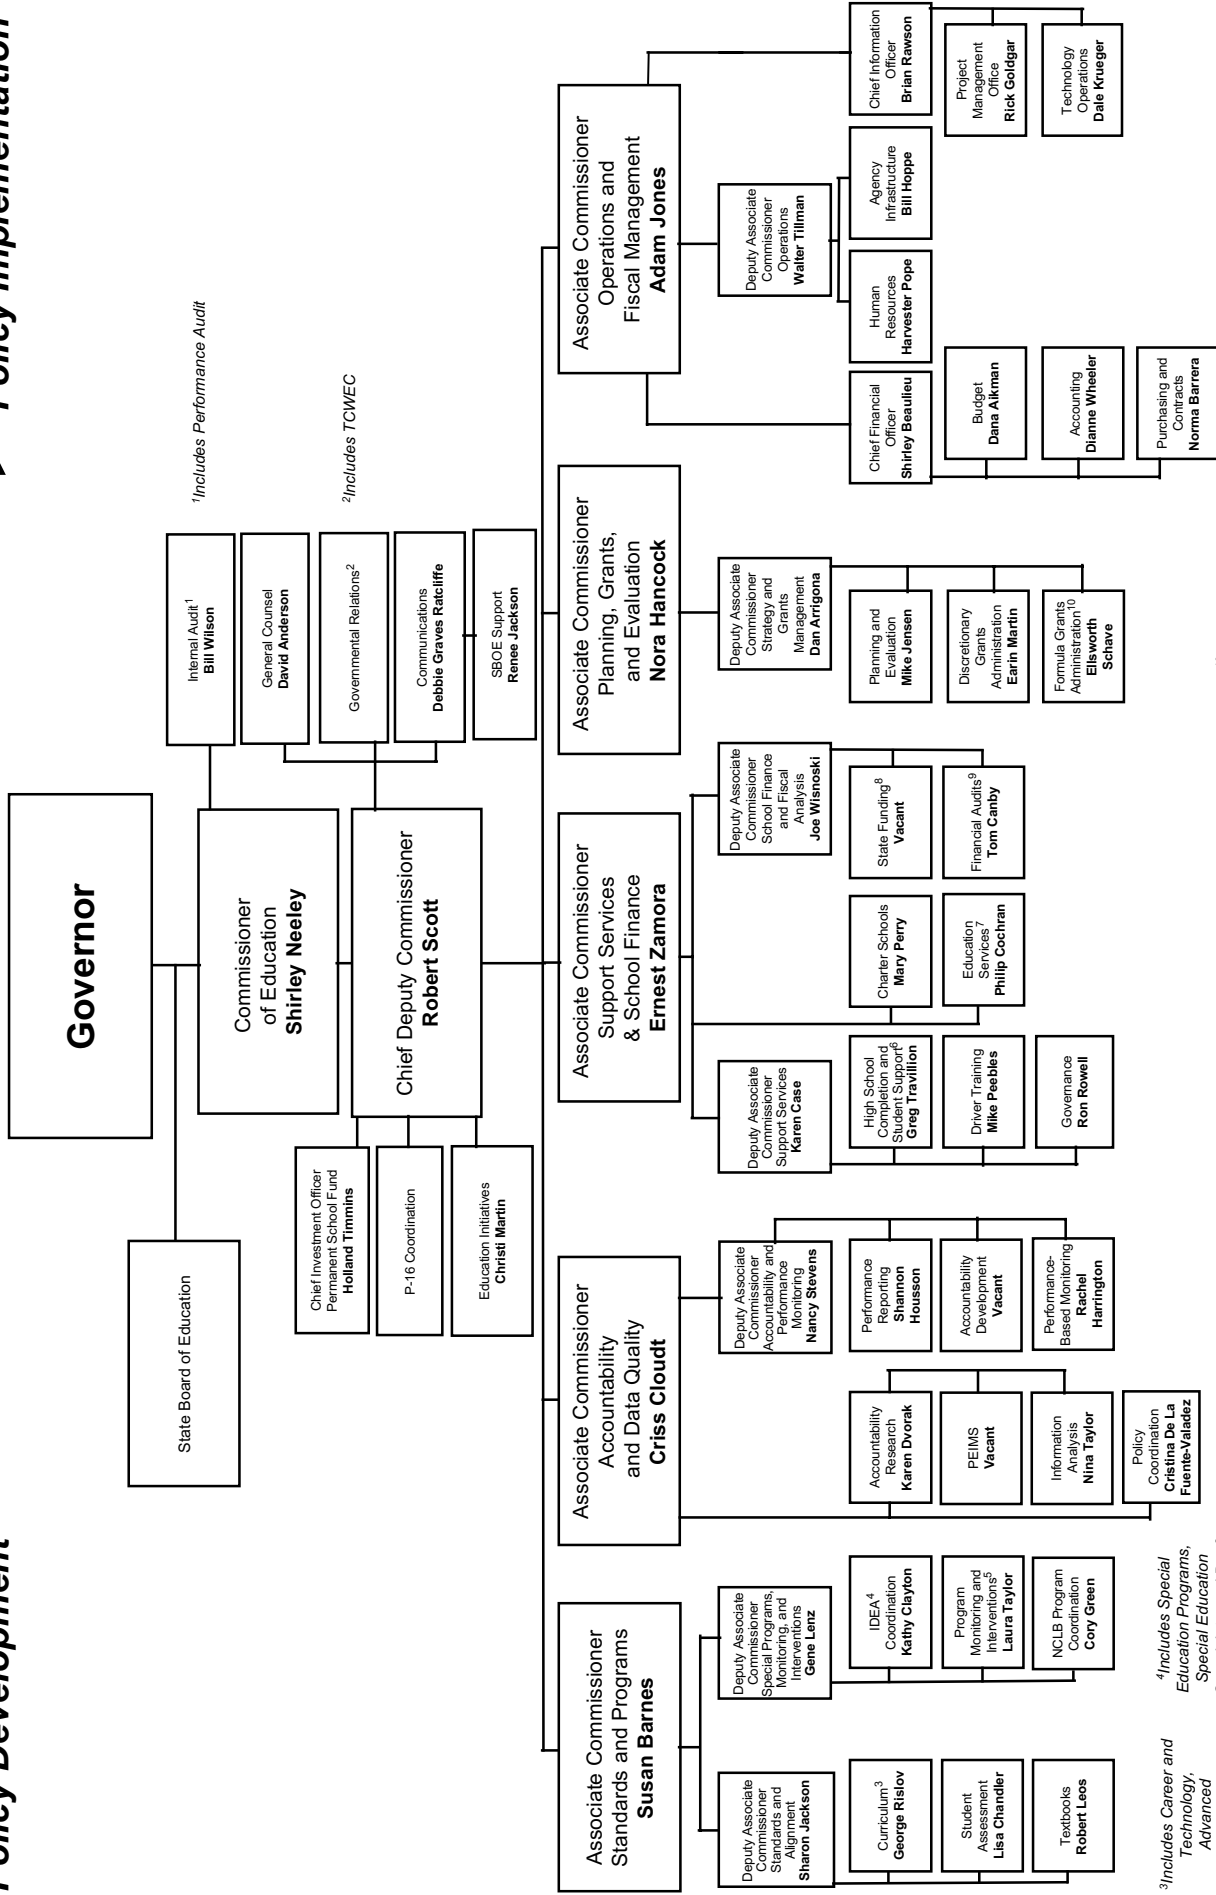 Policy Development
Policy Implementation
Governor
State Board of Education
Commissioner
of Education
Shirley Neeley
Internal Audit¹
Bill Wilson
¹Includes Performance Audit
General Counsel
David Anderson
Governmental Relations²
²Includes TCWEC
Communications
Debbie Graves Ratcliffe
SBOE Support
Renee Jackson
Chief Deputy Commissioner
Robert Scott
Chief Investment Officer
Permanent School Fund
Holland Timmins
P-16 Coordination
Education Initiatives
Christi Martin
Associate Commissioner
Standards and Programs
Susan Barnes
Associate Commissioner
Accountability
and Data Quality
Criss Cloudt
Associate Commissioner
Support Services
& School Finance
Ernest Zamora
Associate Commissioner
Planning, Grants,
and Evaluation
Nora Hancock
Associate Commissioner
Operations and
Fiscal Management
Adam Jones
Deputy Associate
Commissioner
Standards and
Alignment
Sharon Jackson
Curriculum³
George Rislov
Student
Assessment
Lisa Chandler
Textbooks
Robert Leos
³Includes Career and
Technology,
Advanced
Deputy Associate
Commissioner
Special Programs,
Monitoring, and
Interventions
Gene Lenz
IDEA⁴
Coordination
Kathy Clayton
Program
Monitoring and
Interventions⁵
Laura Taylor
NCLB Program
Coordination
Cory Green
⁴Includes Special
Education Programs,
Special Education
Accountability
Research
Karen Dvorak
PEIMS
Vacant
Information
Analysis
Nina Taylor
Policy
Coordination
Cristina De La
Fuente-Valadez
Deputy Associate
Commissioner
Accountability and
Performance
Monitoring
Nancy Stevens
Performance
Reporting
Shannon
Housson
Accountability
Development
Vacant
Performance-
Based Monitoring
Rachel
Harrington
Deputy Associate
Commissioner
Support Services
Karen Case
High School
Completion and
Student Support⁶
Greg Travillion
Driver Training
Mike Peebles
Governance
Ron Rowell
Charter Schools
Mary Perry
Education
Services⁷
Philip Cochran
Deputy Associate
Commissioner
School Finance
and Fiscal
Analysis
Joe Wisnoski
State Funding⁸
Vacant
Financial Audits⁹
Tom Canby
Deputy Associate
Commissioner
Strategy and
Grants
Management
Dan Arrigona
Planning and
Evaluation
Mike Jensen
Discretionary
Grants
Administration
Earin Martin
Formula Grants
Administration¹⁰
Ellsworth
Schave
Chief Financial
Officer
Shirley Beaulieu
Budget
Dana Aikman
Accounting
Dianne Wheeler
Purchasing and
Contracts
Norma Barrera
Deputy Associate
Commissioner
Operations
Walter Tillman
Human
Resources
Harvester Pope
Agency
Infrastructure
Bill Hoppe
Chief Information
Officer
Brian Rawson
Project
Management
Office
Rick Goldgar
Technology
Operations
Dale Krueger